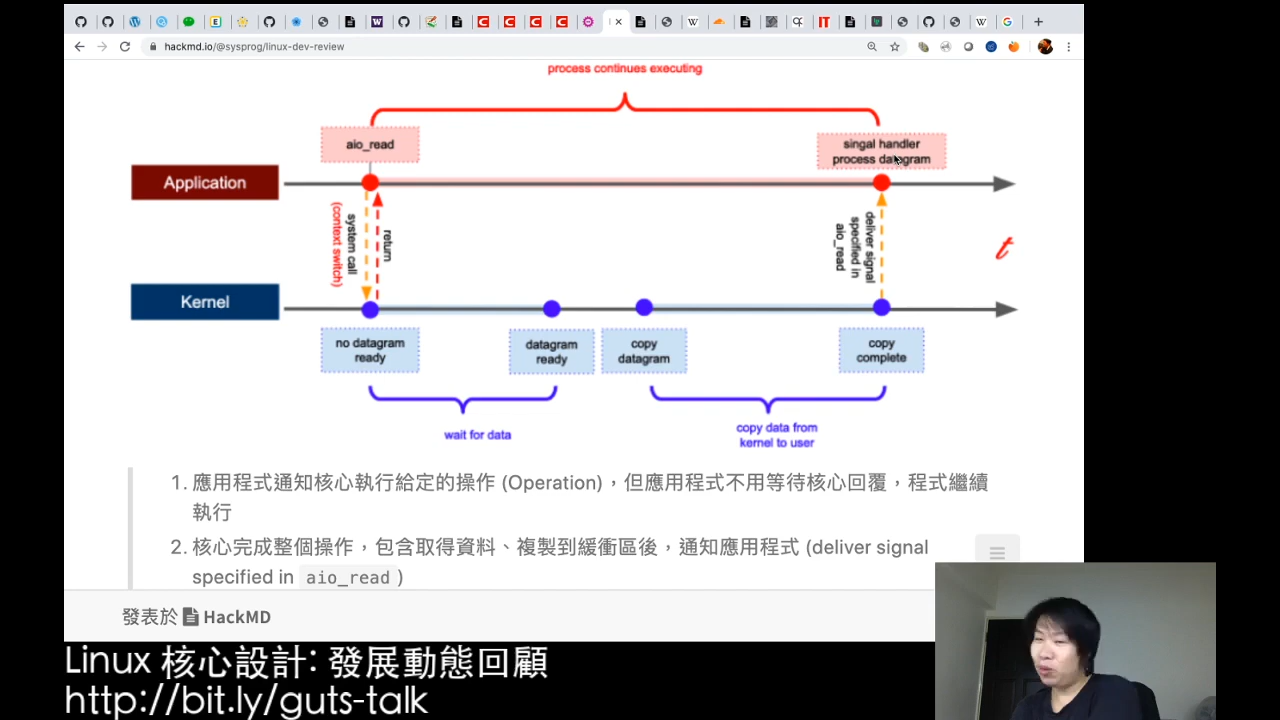 hackmd.io/@sysprog/linux-dev-review
process continues executing
aio_read
singal handler
process datagram
Application
system call
(context switch)
return
deliver signal
specified in
aio_read
t
Kernel
no datagram
ready
datagram
ready
copy
datagram
copy
complete
wait for data
copy data from
kernel to user
1. 應用程式通知核心執行給定的操作 (Operation)，但應用程式不用等待核心回覆，程式繼續
執行
2. 核心完成整個操作，包含取得資料、複製到緩衝區後，通知應用程式 (deliver signal
specified in aio_read )
發表於 HackMD
Linux 核心設計: 發展動態回顧
http://bit.ly/guts-talk